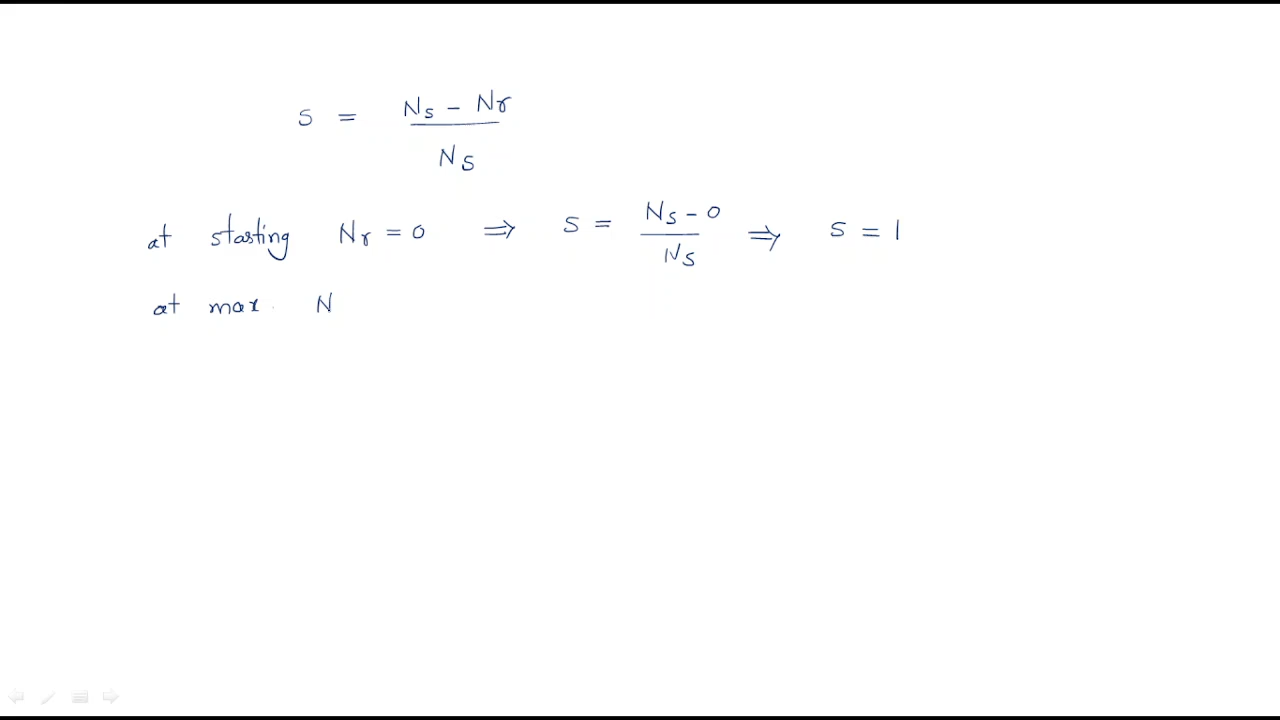 S = (Ns - Nr) / Ns
at starting Nr = 0 ⇒ S = (Ns - 0) / Ns ⇒ S = 1
at max. N